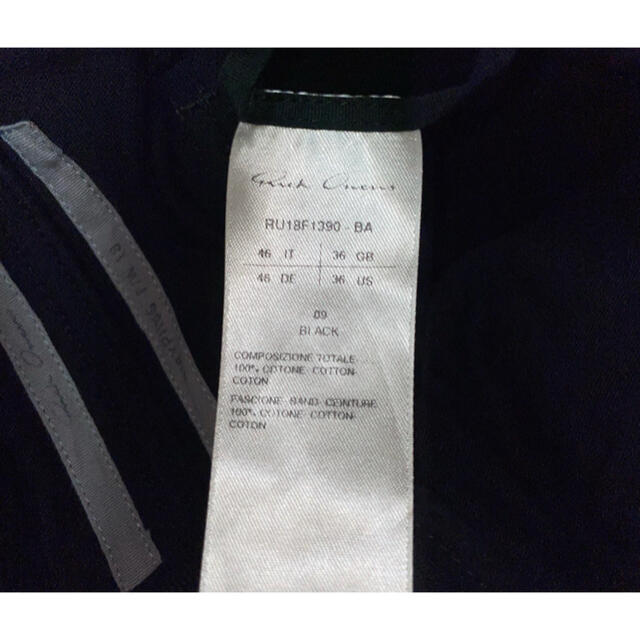 Rick Owens
RU18F1390 - BA
46 IT 36 GB
46 DE 36 US
09
BLACK
COMPOSIZIONE TOTALE
100%, COTONE COTTON-
COTON
FASCIONE BAND CEINTURE
100%, COTONE COTTON-
COTON
F/W 18